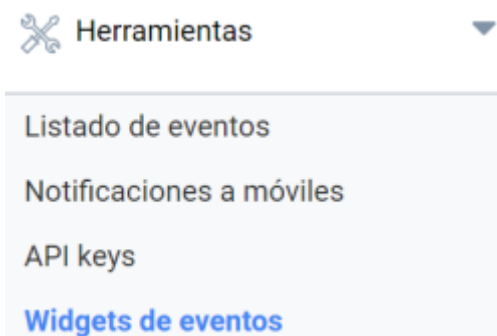 Herramientas
Listado de eventos
Notificaciones a móviles
API keys
Widgets de eventos